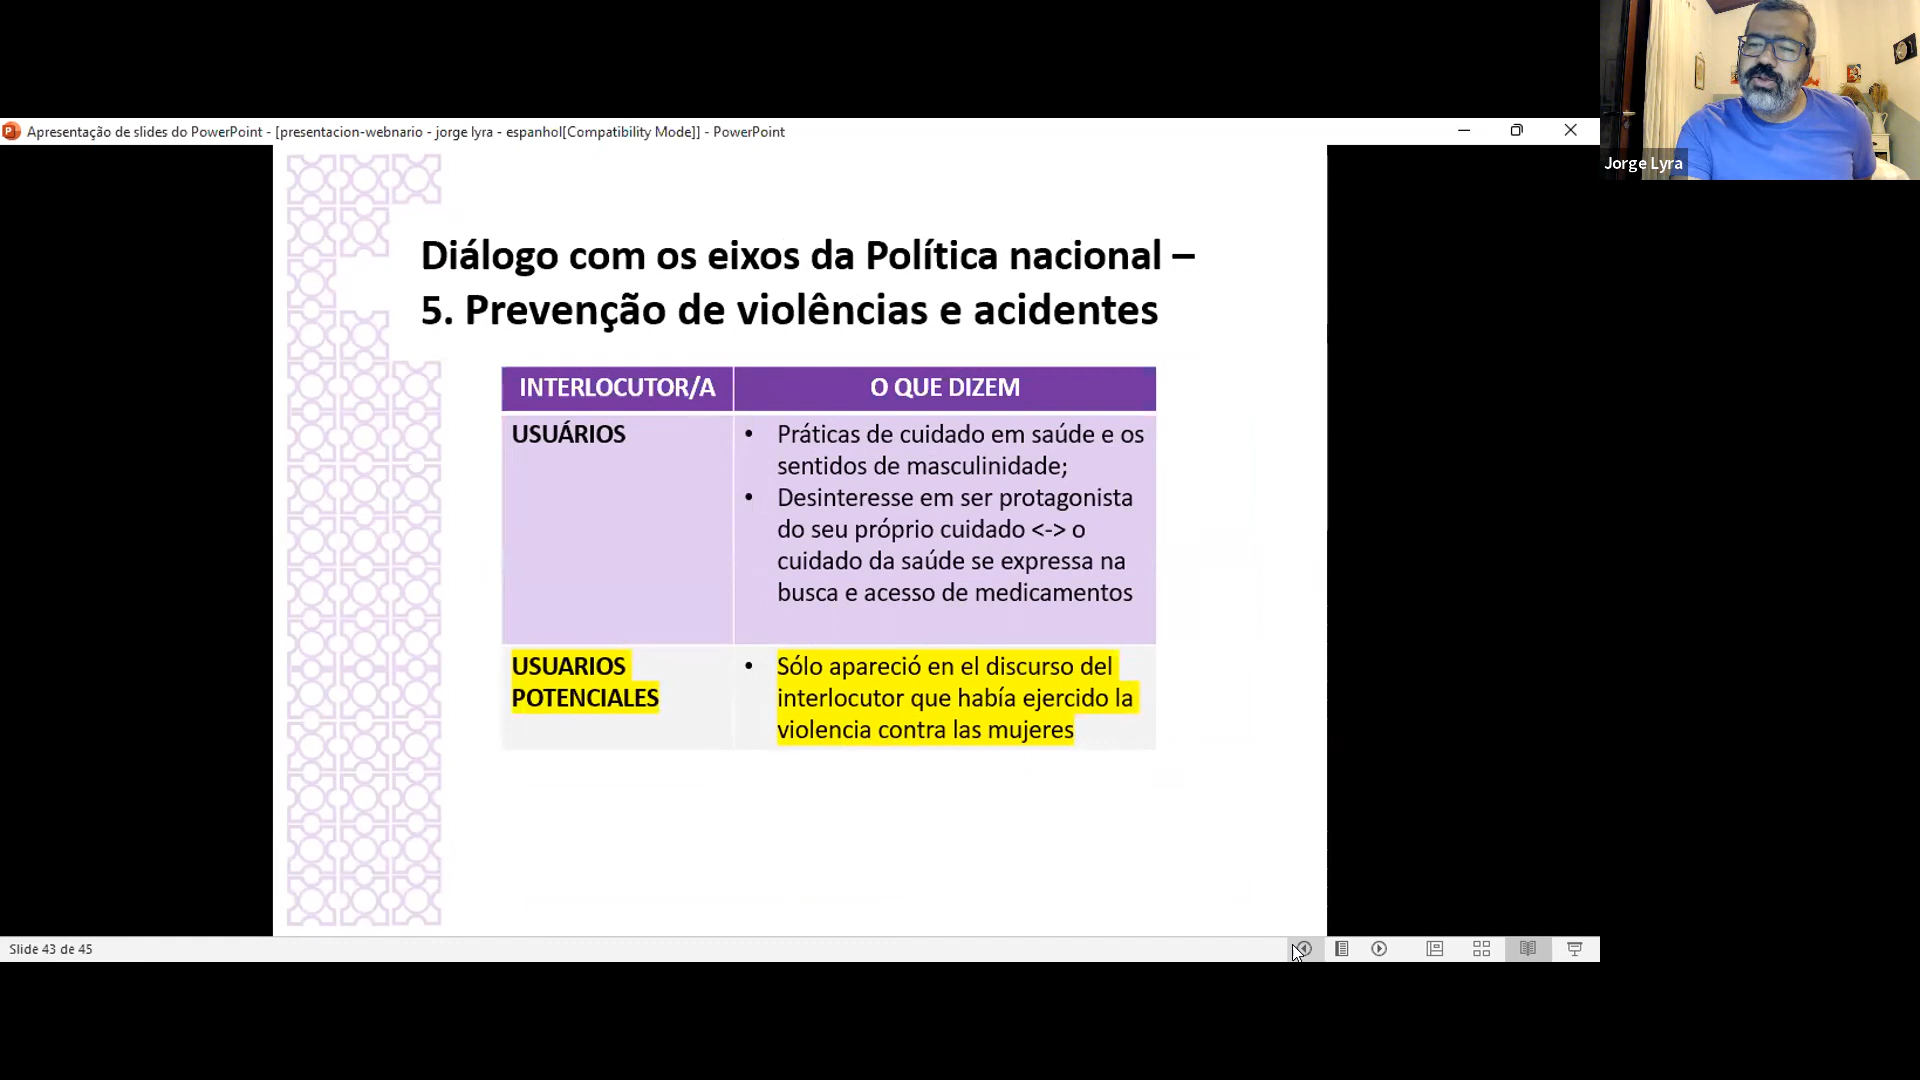 Apresentação de slides do PowerPoint - [presentacion-webnario - jorge lyra - espanhol[Compatibility Mode]] - PowerPoint
Jorge Lyra
Diálogo com os eixos da Política nacional –
5. Prevenção de violências e acidentes
INTERLOCUTOR/A
O QUE DIZEM
USUÁRIOS
• Práticas de cuidado em saúde e os
sentidos de masculinidade;
• Desinteresse em ser protagonista
do seu próprio cuidado <-> o
cuidado da saúde se expressa na
busca e acesso de medicamentos
USUARIOS
POTENCIALES
• Sólo apareció en el discurso del
interlocutor que había ejercido la
violencia contra las mujeres
Slide 43 de 45